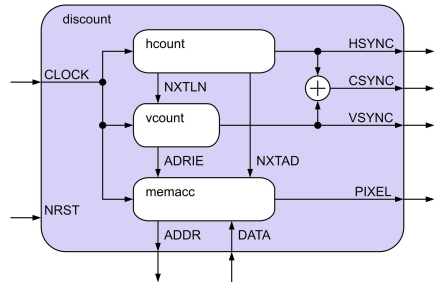 discount
hcount
HSYNC
CLOCK
NXTLN
CSYNC
vcount
VSYNC
ADRIE
NXTAD
memacc
PIXEL
NRST
ADDR
DATA